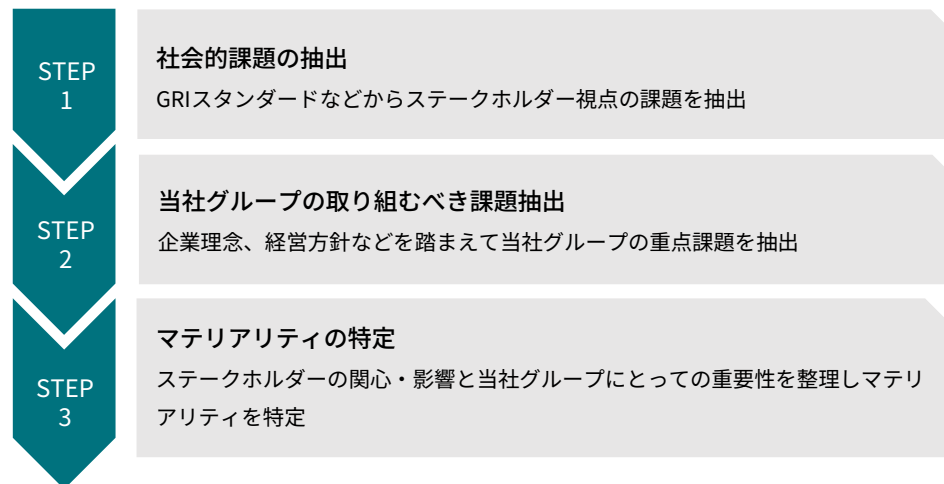 STEP
1
社会的課題の抽出
GRIスタンダードなどからステークホルダー視点の課題を抽出
STEP
2
当社グループの取り組むべき課題抽出
企業理念、経営方針などを踏まえて当社グループの重点課題を抽出
STEP
3
マテリアリティの特定
ステークホルダーの関心・影響と当社グループにとっての重要性を整理しマテリ
アリティを特定